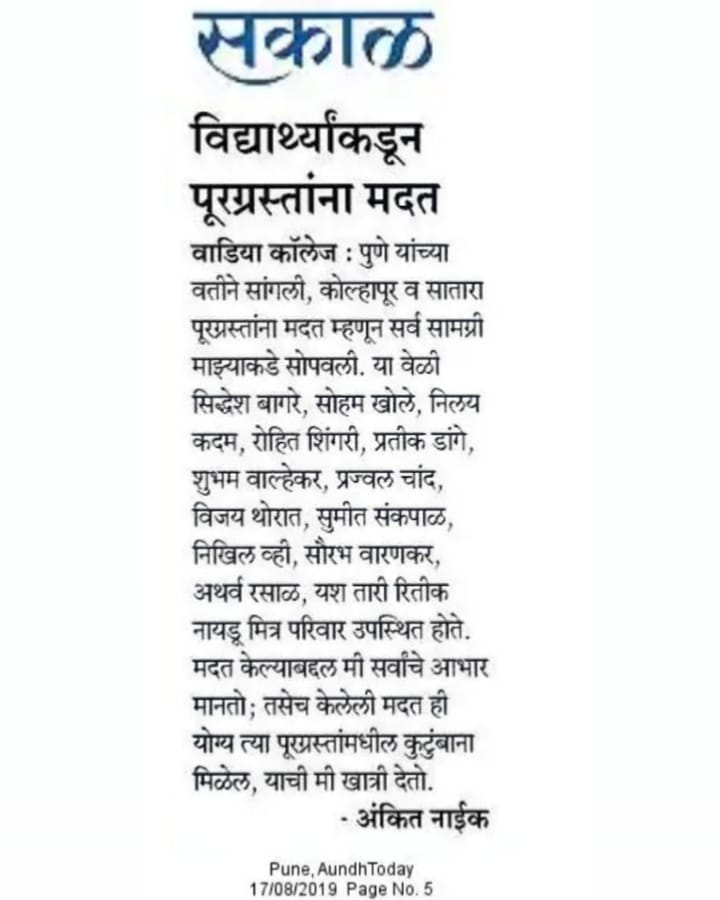 सकाळ
विद्यार्थ्यांकडून
पूरग्रस्तांना मदत
वाडिया कॉलेज : पुणे यांच्या
वतीने सांगली, कोल्हापूर व सातारा
पूरग्रस्तांना मदत म्हणून सर्व सामग्री
माझ्याकडे सोपवली. या वेळी
सिद्धेश बागरे, सोहम खोले, निलय
कदम, रोहित शिंगरी, प्रतीक डांगे,
शुभम वाल्हेकर, प्रज्वल चांद,
विजय थोरात, सुमीत संकपाळ,
निखिल व्ही, सौरभ वारणकर,
अथर्व रसाळ, यश तारी रितीक
नायडू मित्र परिवार उपस्थित होते.
मदत केल्याबद्दल मी सर्वांचे आभार
मानतो; तसेच केलेली मदत ही
योग्य त्या पूरग्रस्तांमधील कुटुंबाना
मिळेल, याची मी खात्री देतो.
- अंकित नाईक
Pune, AundhToday
17/08/2019 Page No. 5